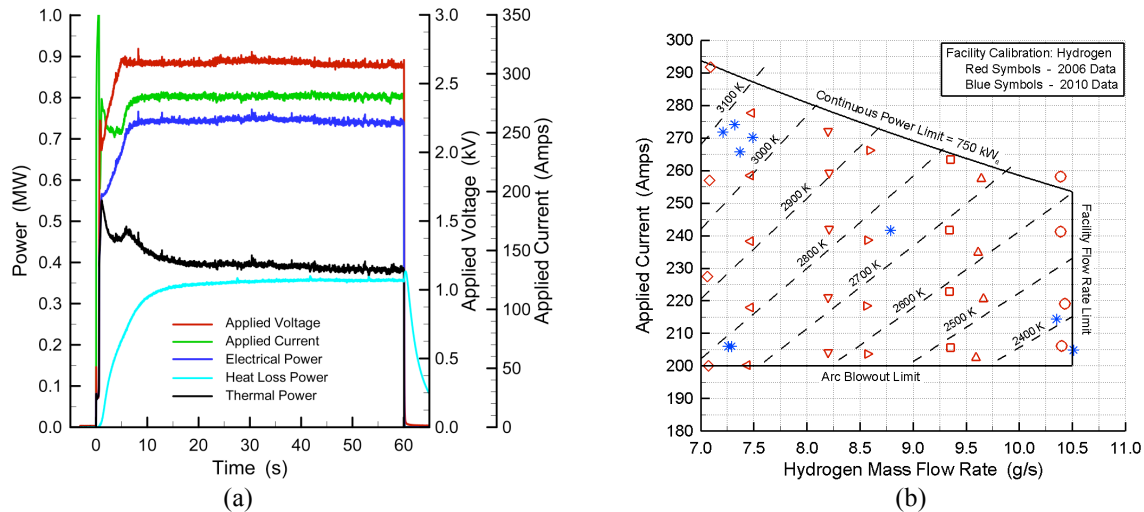 1.0
0.9
0.8
0.7
0.6
0.5
0.4
0.3
0.2
0.1
0.0
Power (MW)
0
10
20
30
40
50
60
Time (s)
3.0
2.5
2.0
1.5
1.0
0.5
0.0
Applied Voltage (kV)
350
300
250
200
150
100
50
0
Applied Current (Amps)
Applied Voltage
Applied Current
Electrical Power
Heat Loss Power
Thermal Power
(a)
300
290
280
270
260
250
240
230
220
210
200
190
180
Applied Current (Amps)
Facility Calibration: Hydrogen
Red Symbols - 2006 Data
Blue Symbols - 2010 Data
Continuous Power Limit = 750 kWe
3100 K
3000 K
2900 K
2800 K
2700 K
2600 K
2500 K
2400 K
Facility Flow Rate Limit
Arc Blowout Limit
7.0
7.5
8.0
8.5
9.0
9.5
10.0
10.5
11.0
Hydrogen Mass Flow Rate (g/s)
(b)